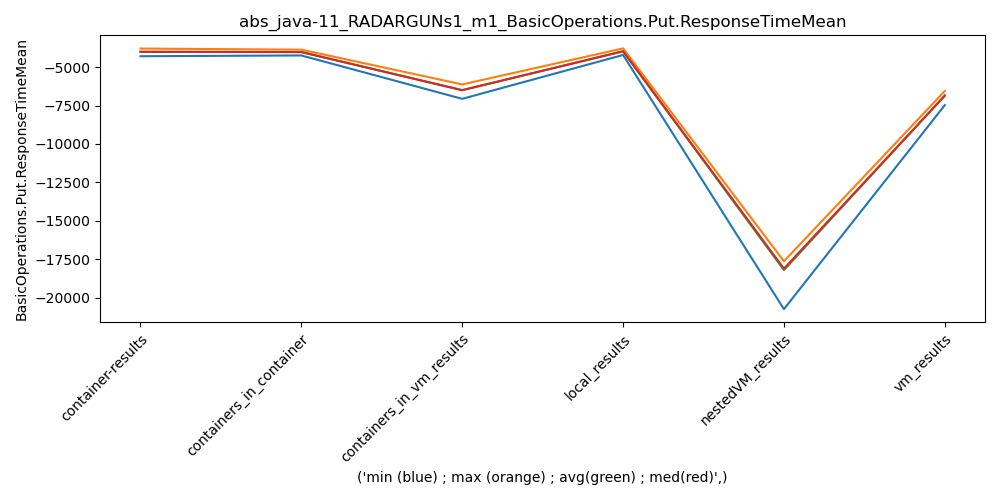 abs_java-11_RADARGUNs1_m1_BasicOperations.Put.ResponseTimeMean
BasicOperations.Put.ResponseTimeMean
−5000
−7500
−10000
−12500
−15000
−17500
−20000
container-results
containers_in_container
containers_in_vm_results
local_results
nestedVM_results
vm_results
('min (blue) ; max (orange) ; avg(green) ; med(red)',)